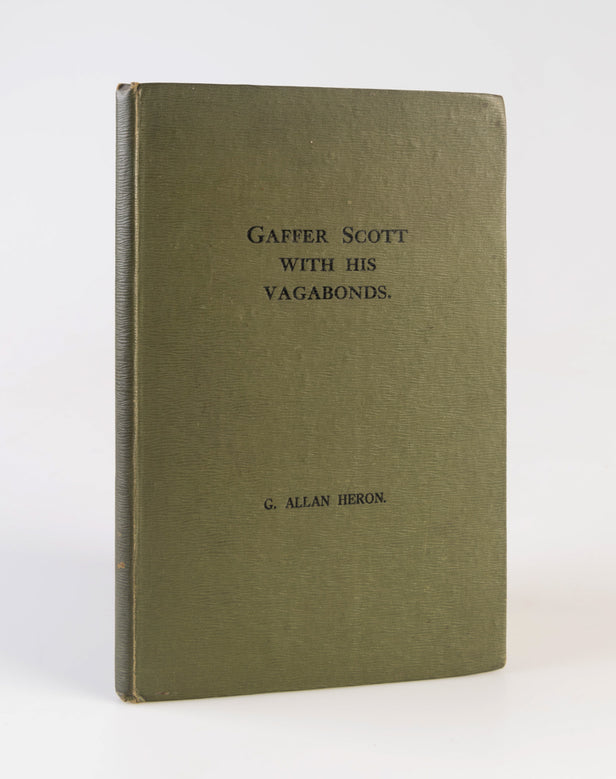 GAFFER SCOTT
WITH HIS
VAGABONDS.
G. ALLAN HERON.